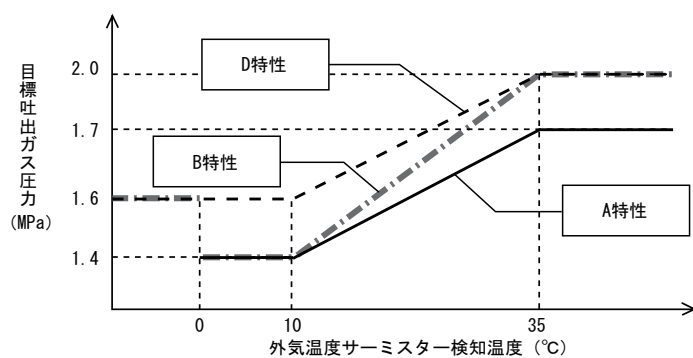 目標吐出ガス圧力
(MPa)
2.0
1.7
1.6
1.4
D特性
B特性
A特性
0
10
35
外気温度サーミスター検知温度（℃）